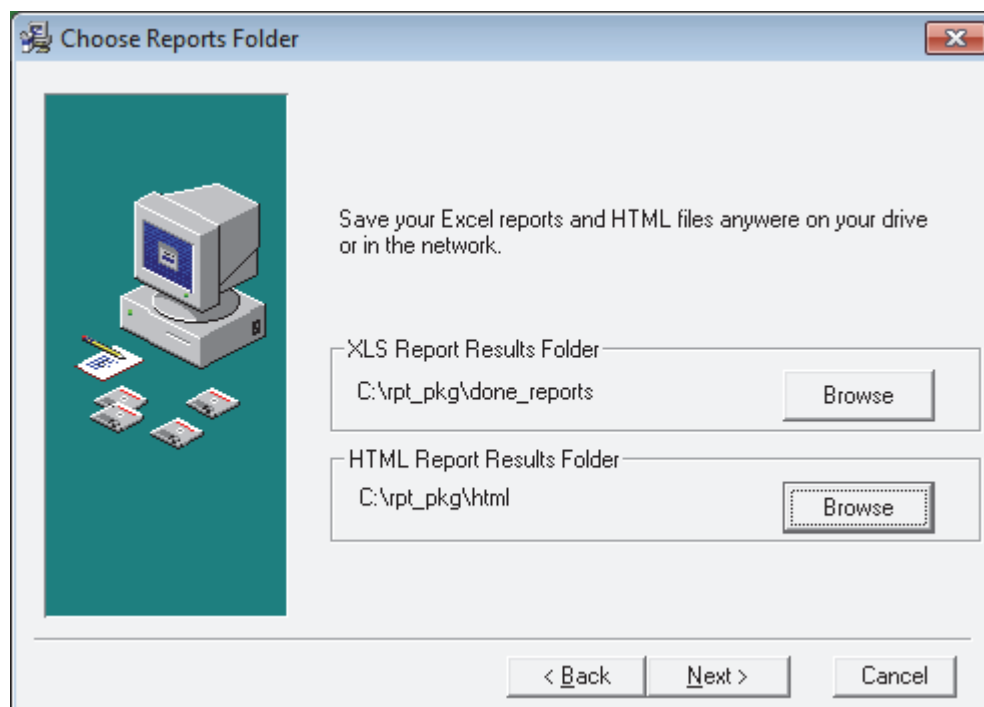 Choose Reports Folder
Save your Excel reports and HTML files anywere on your drive
or in the network.
XLS Report Results Folder
C:\rpt_pkg\done_reports
Browse
HTML Report Results Folder
C:\rpt_pkg\html
Browse
< Back
Next >
Cancel